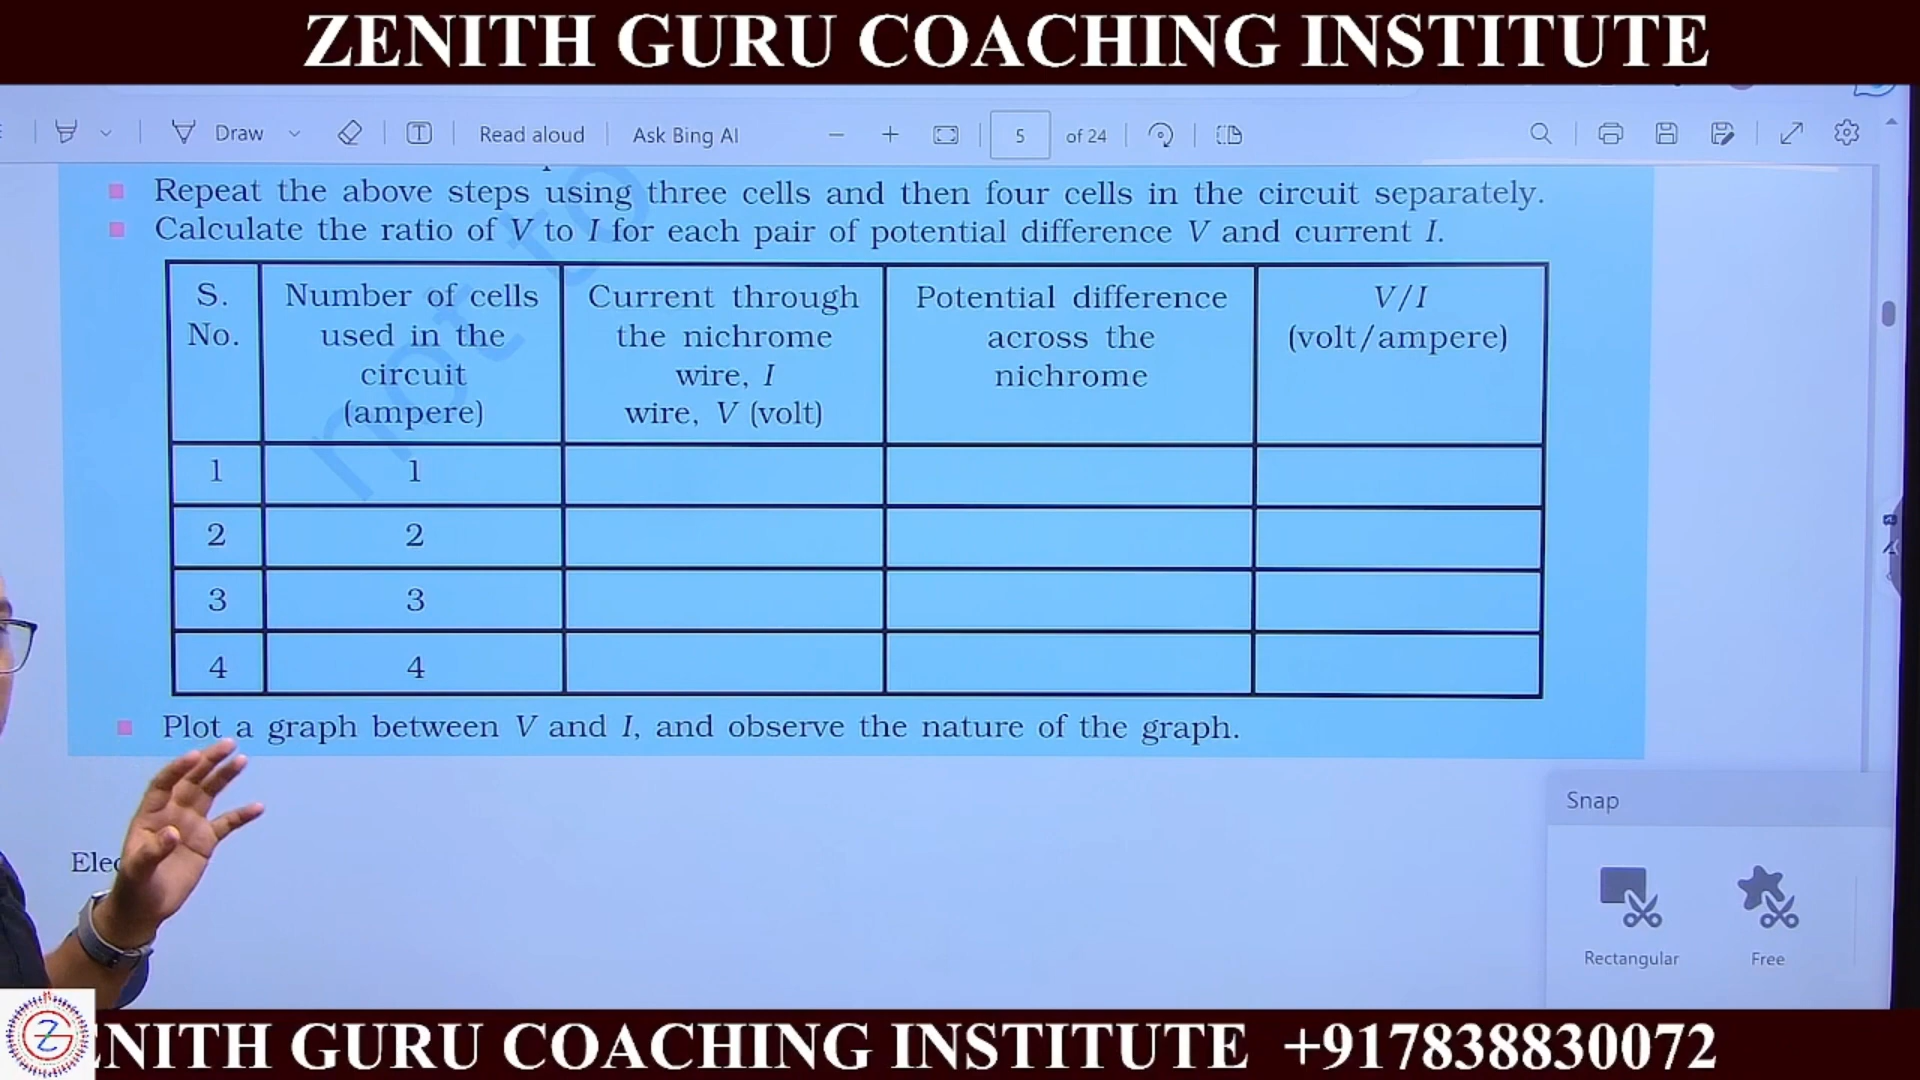 ZENITH GURU COACHING INSTITUTE
Draw
Read aloud
Ask Bing AI
5
of 24
Repeat the above steps using three cells and then four cells in the circuit separately.
Calculate the ratio of V to I for each pair of potential difference V and current I.
S. No.
Number of cells used in the circuit (ampere)
Current through the nichrome wire, I wire, V (volt)
Potential difference across the nichrome
V/I (volt/ampere)
1 1
2 2
3 3
4 4
Plot a graph between V and I, and observe the nature of the graph.
not to
Snap
Rectangular
Free
ENITH GURU COACHING INSTITUTE +917838830072